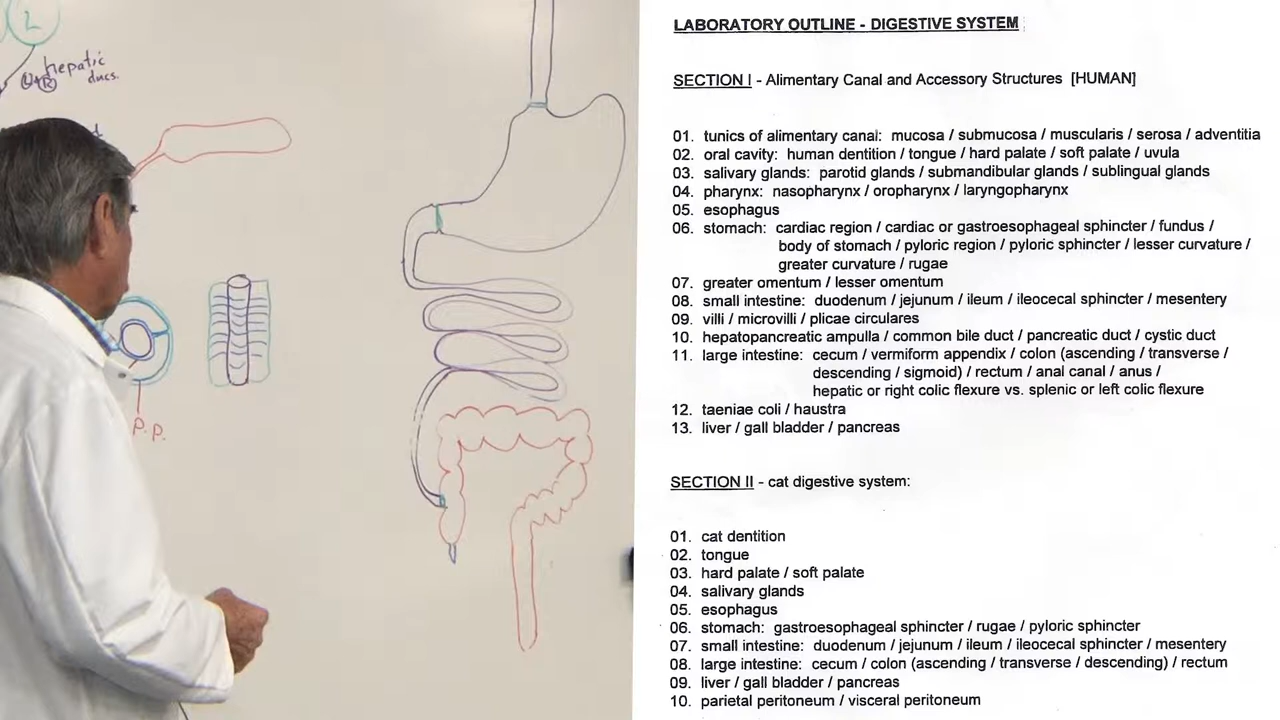 L
hepatic
L+R ducs.
P.P.
LABORATORY OUTLINE - DIGESTIVE SYSTEM
SECTION I - Alimentary Canal and Accessory Structures [HUMAN]
01. tunics of alimentary canal: mucosa / submucosa / muscularis / serosa / adventitia
02. oral cavity: human dentition / tongue / hard palate / soft palate / uvula
03. salivary glands: parotid glands / submandibular glands / sublingual glands
04. pharynx: nasopharynx / oropharynx / laryngopharynx
05. esophagus
06. stomach: cardiac region / cardiac or gastroesophageal sphincter / fundus /
body of stomach / pyloric region / pyloric sphincter / lesser curvature /
greater curvature / rugae
07. greater omentum / lesser omentum
08. small intestine: duodenum / jejunum / ileum / ileocecal sphincter / mesentery
09. villi / microvilli / plicae circulares
10. hepatopancreatic ampulla / common bile duct / pancreatic duct / cystic duct
11. large intestine: cecum / vermiform appendix / colon (ascending / transverse /
descending / sigmoid) / rectum / anal canal / anus /
hepatic or right colic flexure vs. splenic or left colic flexure
12. taeniae coli / haustra
13. liver / gall bladder / pancreas
SECTION II - cat digestive system:
01. cat dentition
02. tongue
03. hard palate / soft palate
04. salivary glands
05. esophagus
06. stomach: gastroesophageal sphincter / rugae / pyloric sphincter
07. small intestine: duodenum / jejunum / ileum / ileocecal sphincter / mesentery
08. large intestine: cecum / colon (ascending / transverse / descending) / rectum
09. liver / gall bladder / pancreas
10. parietal peritoneum / visceral peritoneum